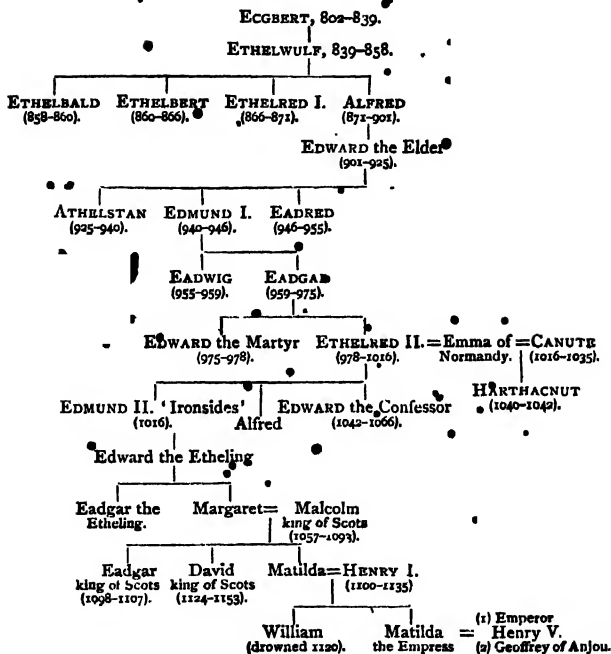 ECGBERT, 802-839.
ETHELWULF, 839-858.
ETHELBALD ETHELBERT ETHELRED I. ALFRED
(858-860). (860-866). (866-871). (871-901).
EDWARD the Elder
(901-925).
ATHELSTAN EDMUND I. EADRED
(925-940). (940-946). (946-955).
EADWIG EADGAR
(955-959). (959-975).
EDWARD the Martyr ETHELRED II. = Emma of = CANUTE
(975-978). (978-1016). Normandy. (1016-1035).
HARTHACNUT
(1040-1042).
EDMUND II. 'Ironsides' Alfred EDWARD the Confessor
(1016). (1042-1066).
Edward the Etheling
Eadgar the Margaret = Malcolm
Etheling. king of Scots
(1057-1093).
Eadgar David Matilda = HENRY I.
king of Scots king of Scots (1100-1135)
(1098-1107). (1124-1153).
William Matilda = (1) Emperor Henry V.
(drowned 1120). the Empress (2) Geoffrey of Anjou.